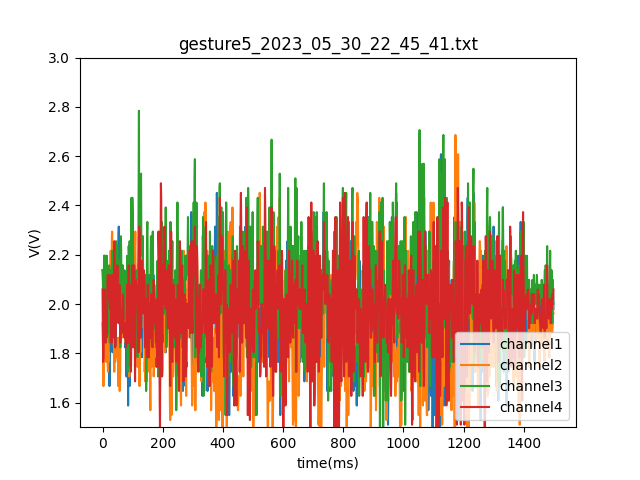 gesture5_2023_05_30_22_45_41.txt
V(V)
3.0
2.8
2.6
2.4
2.2
2.0
1.8
1.6
channel1
channel2
channel3
channel4
0 200 400 600 800 1000 1200 1400
time(ms)